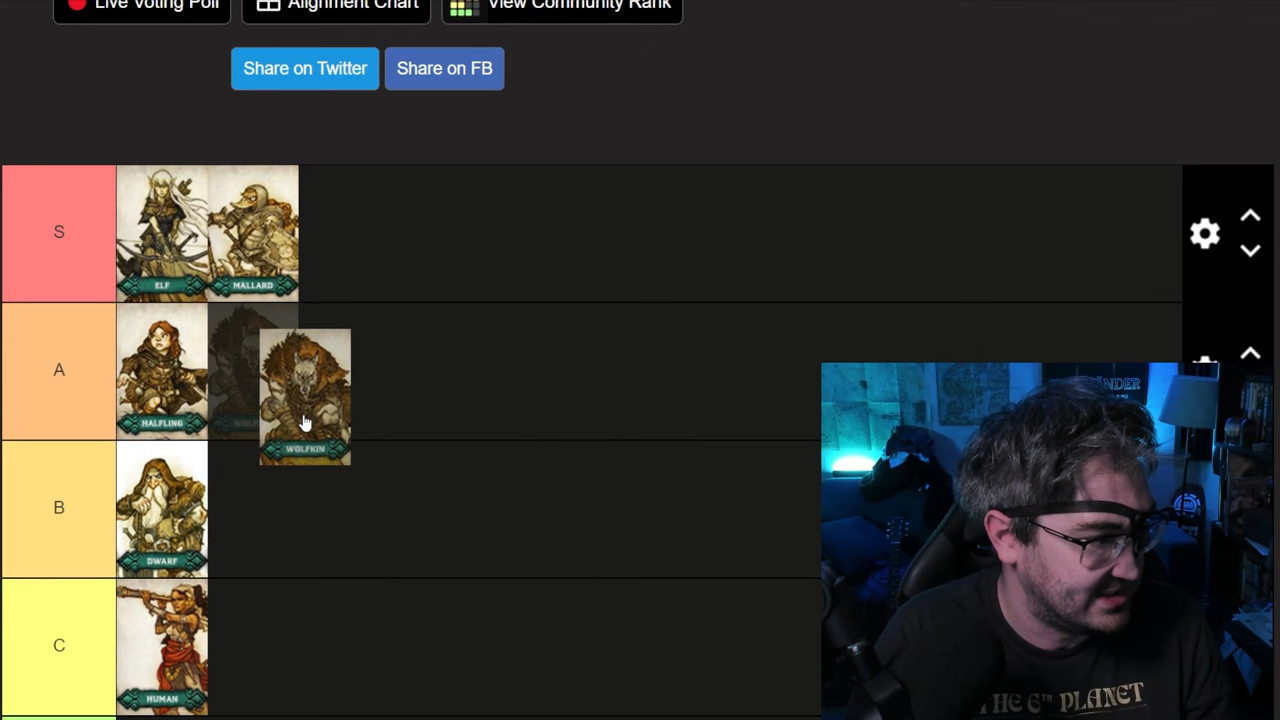 Live Voting Poll
Alignment Chart
View Community Rank
Share on Twitter
Share on FB
S
ELF
MALLARD
A
HALFLING
WOLFKIN
B
DWARF
C
HUMAN
THE 6TH PLANET